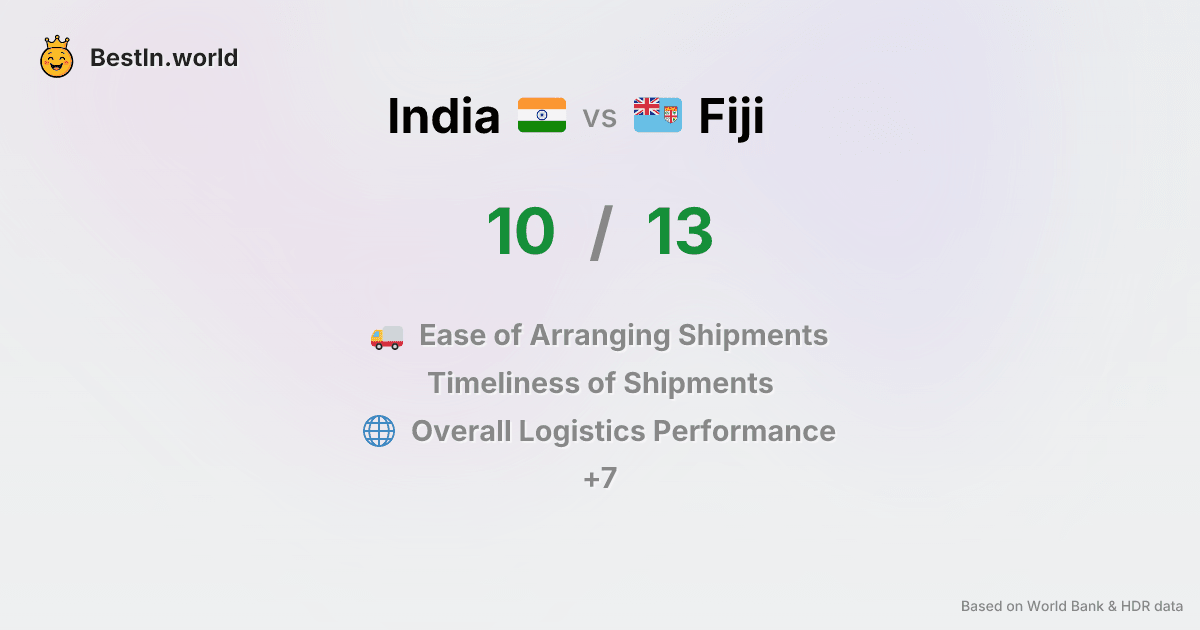 BestIn.world
India vs Fiji
10 / 13
Ease of Arranging Shipments
Timeliness of Shipments
Overall Logistics Performance
+7
Based on World Bank & HDR data